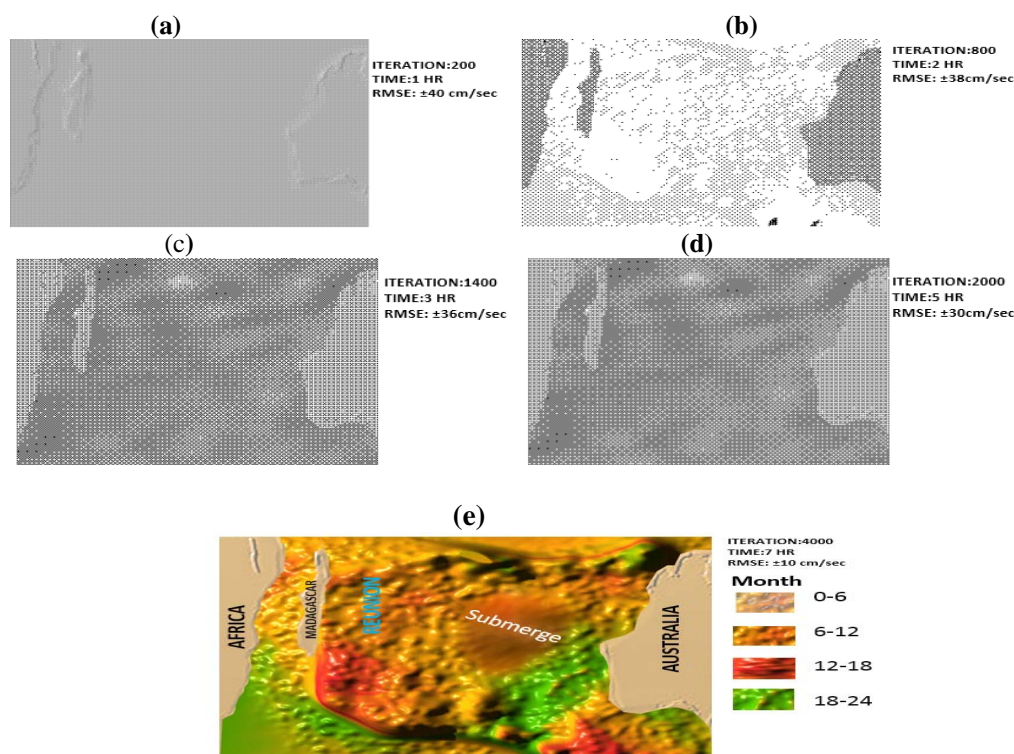 (a)
ITERATION:200
TIME:1 HR
RMSE: ±40 cm/sec
(b)
ITERATION:800
TIME:2 HR
RMSE: ±38cm/sec
(c)
ITERATION:1400
TIME:3 HR
RMSE: ±36cm/sec
(d)
ITERATION:2000
TIME:5 HR
RMSE: ±30cm/sec
(e)
AFRICA
MADAGASCAR
REUNION
Submerge
AUSTRALIA
ITERATION:4000
TIME:7 HR
RMSE: ±10 cm/sec
Month
0-6
6-12
12-18
18-24